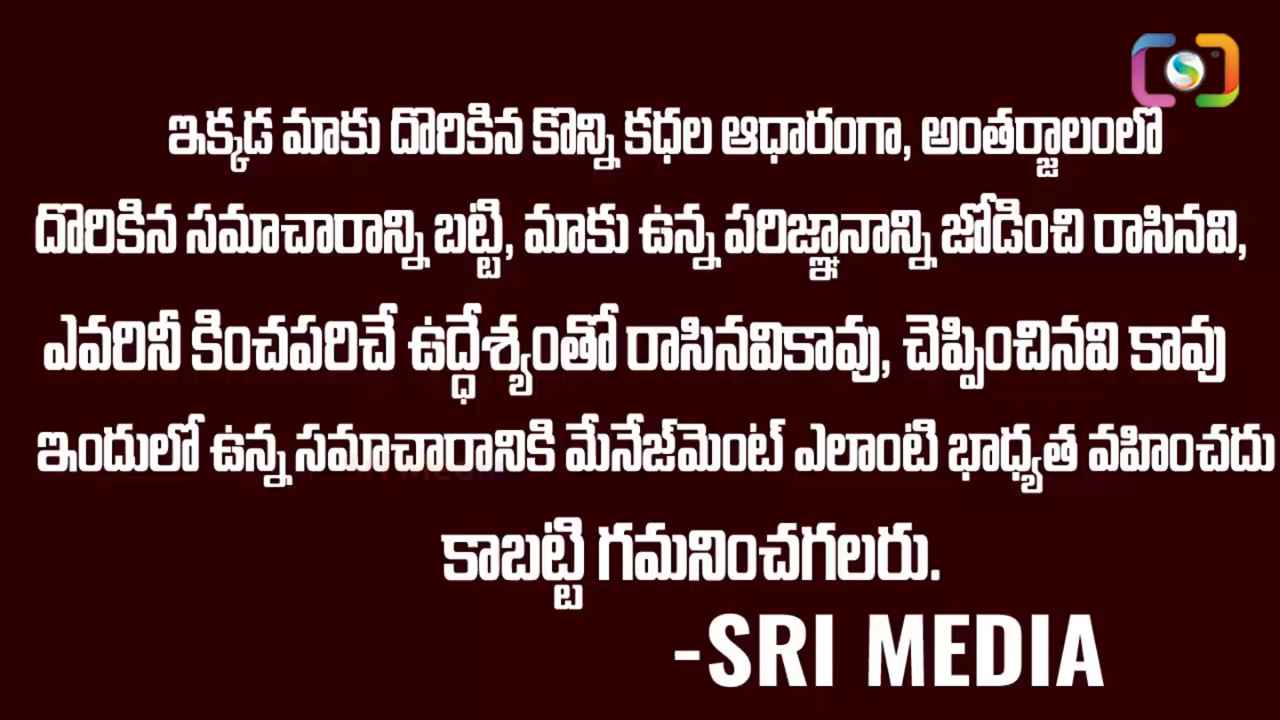 ఇక్కడ మాకు దొరికిన కొన్ని కధల ఆధారంగా, అంతర్జాలంలో
దొరికిన సమాచారాన్ని బట్టి, మాకు ఉన్న పరిజ్ఞానాన్ని జోడించి రాసినవి,
ఎవరినీ కించపరిచే ఉద్ధేశ్యంతో రాసినవికావు, చెప్పించినవి కావు
ఇందులో ఉన్న సమాచారానికి మేనేజ్‌మెంట్ ఎలాంటి భాధ్యత వహించదు
కాబట్టి గమనించగలరు.
-SRI MEDIA